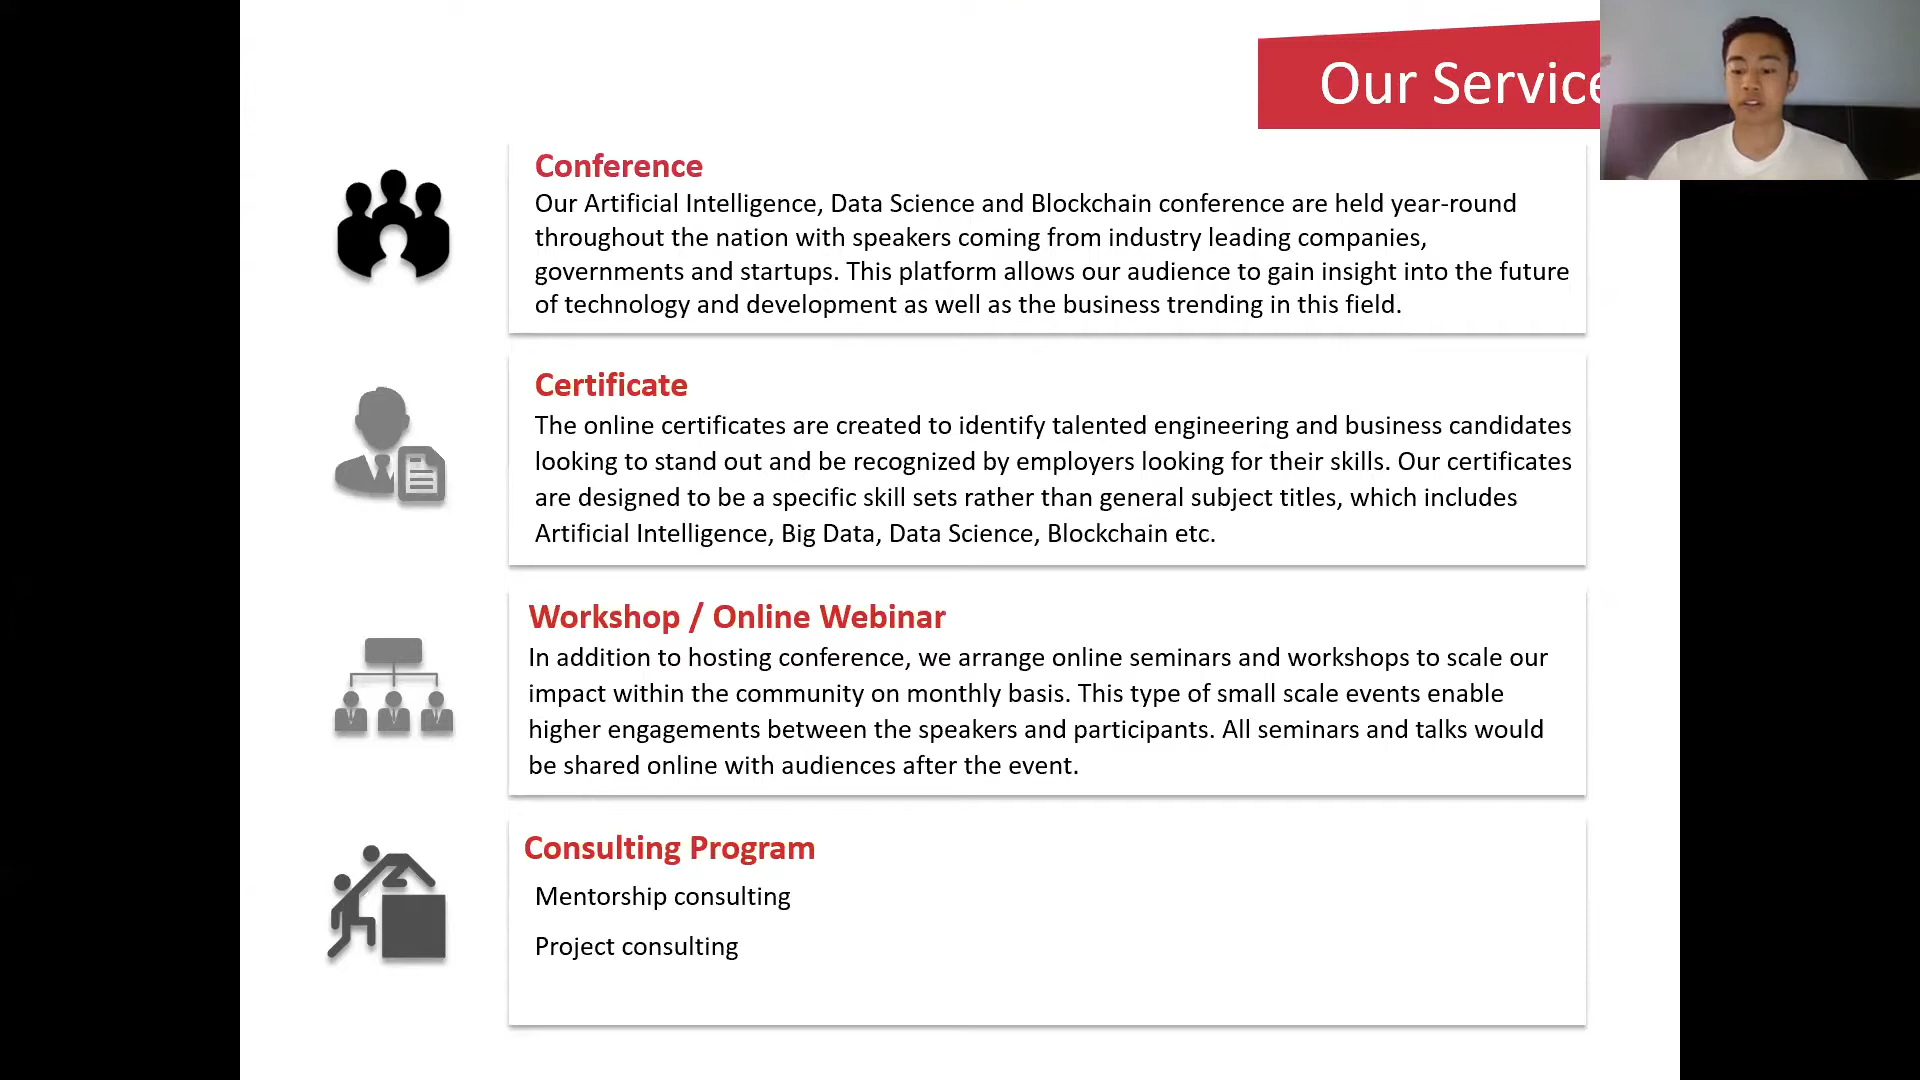 Our Service
Conference
Our Artificial Intelligence, Data Science and Blockchain conference are held year-round
throughout the nation with speakers coming from industry leading companies,
governments and startups. This platform allows our audience to gain insight into the future
of technology and development as well as the business trending in this field.
Certificate
The online certificates are created to identify talented engineering and business candidates
looking to stand out and be recognized by employers looking for their skills. Our certificates
are designed to be a specific skill sets rather than general subject titles, which includes
Artificial Intelligence, Big Data, Data Science, Blockchain etc.
Workshop / Online Webinar
In addition to hosting conference, we arrange online seminars and workshops to scale our
impact within the community on monthly basis. This type of small scale events enable
higher engagements between the speakers and participants. All seminars and talks would
be shared online with audiences after the event.
Consulting Program
Mentorship consulting
Project consulting